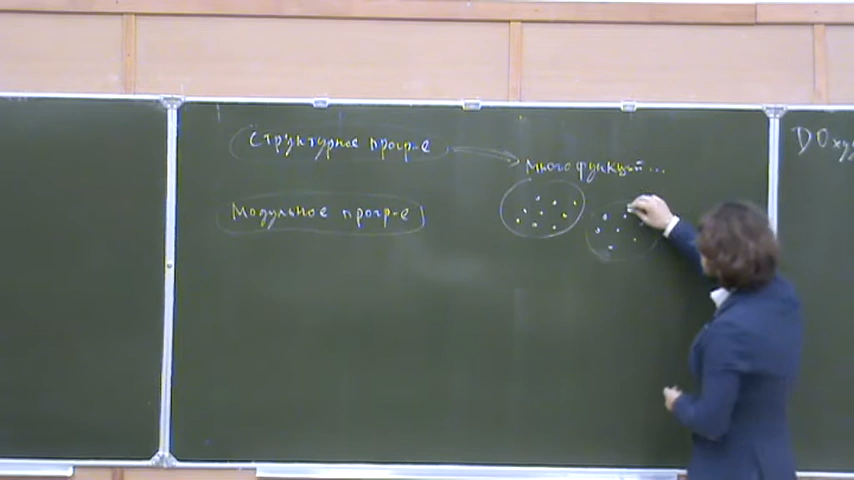 Структурное прогр-е
Много функций...
Модульное прогр-е